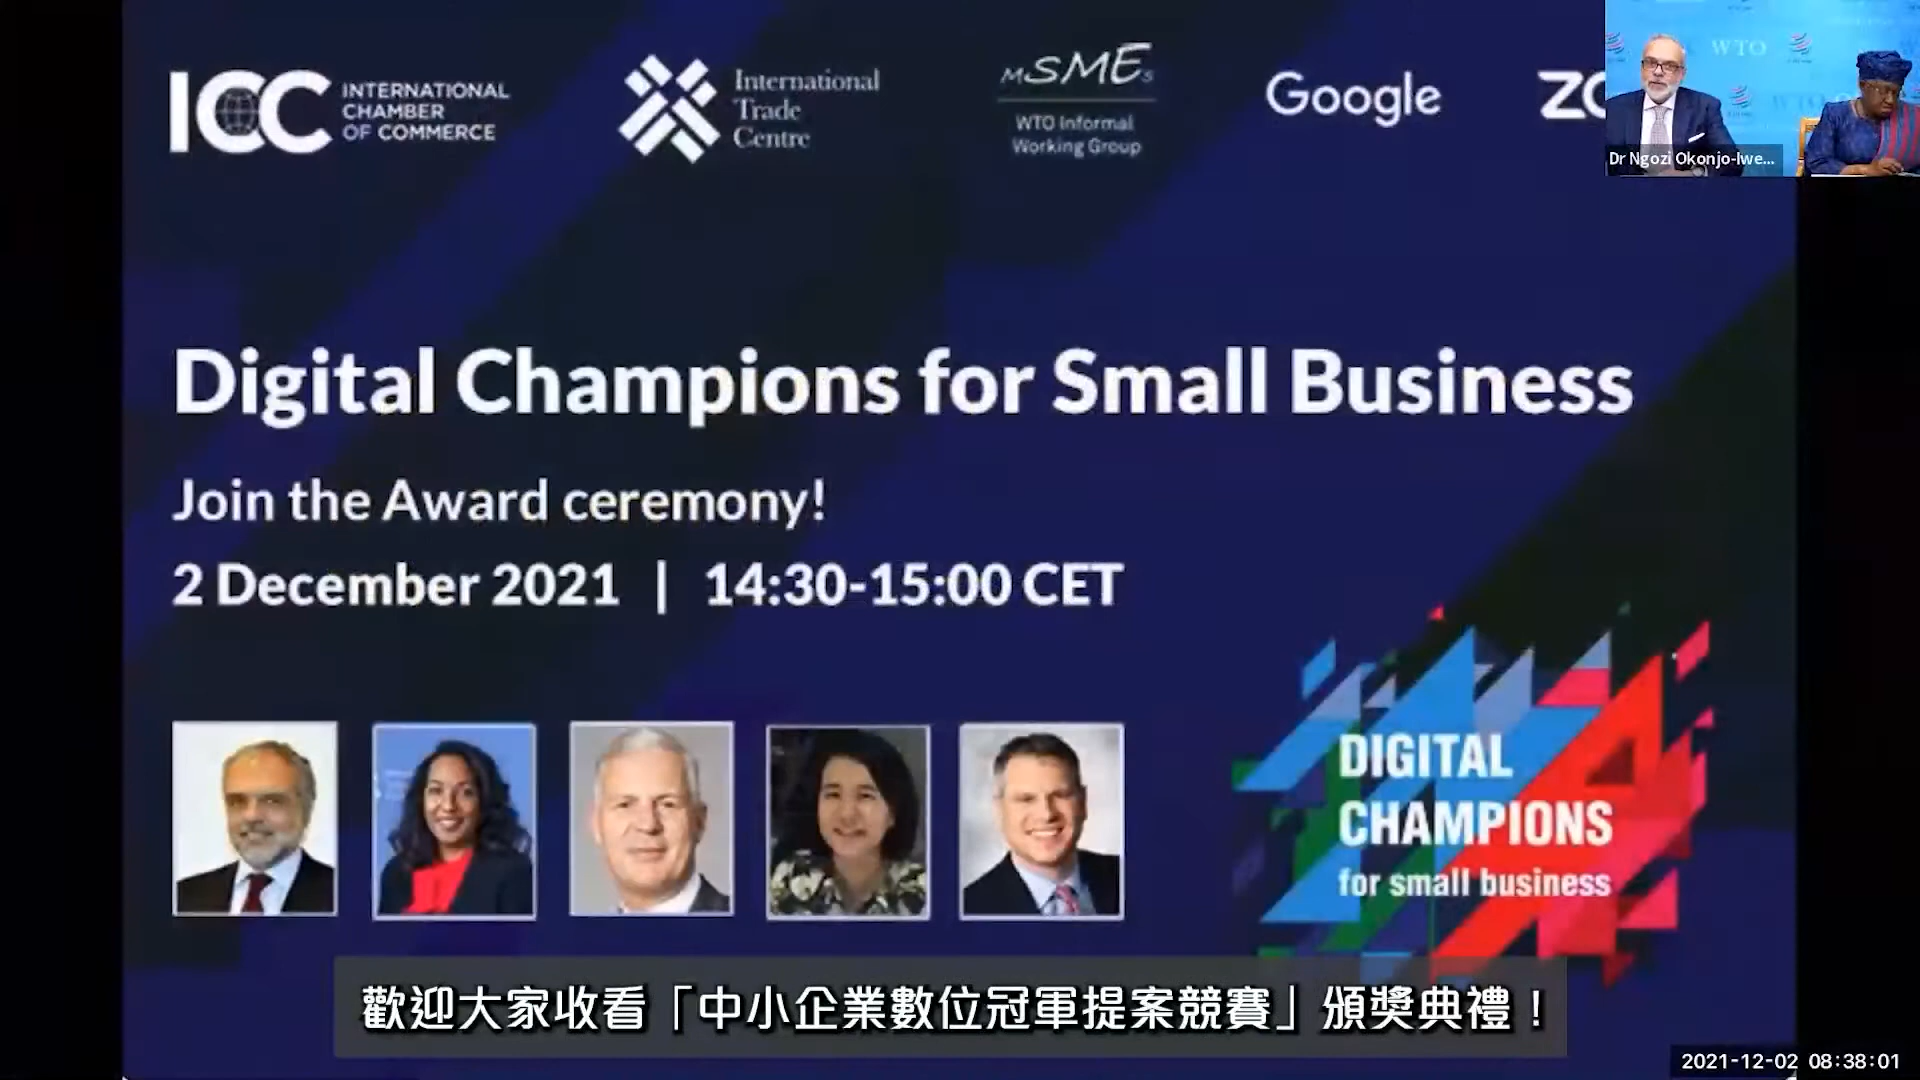 ICC INTERNATIONAL
CHAMBER
OF COMMERCE
International
Trade
Centre
MSMEs
WTO Informal
Working Group
Google
ZO
WTO
Dr Ngozi Okonjo-Iwe...
Digital Champions for Small Business
Join the Award ceremony!
2 December 2021 | 14:30-15:00 CET
DIGITAL
CHAMPIONS
for small business
歡迎大家收看「中小企業數位冠軍提案競賽」頒獎典禮！
2021-12-02 08:38:01